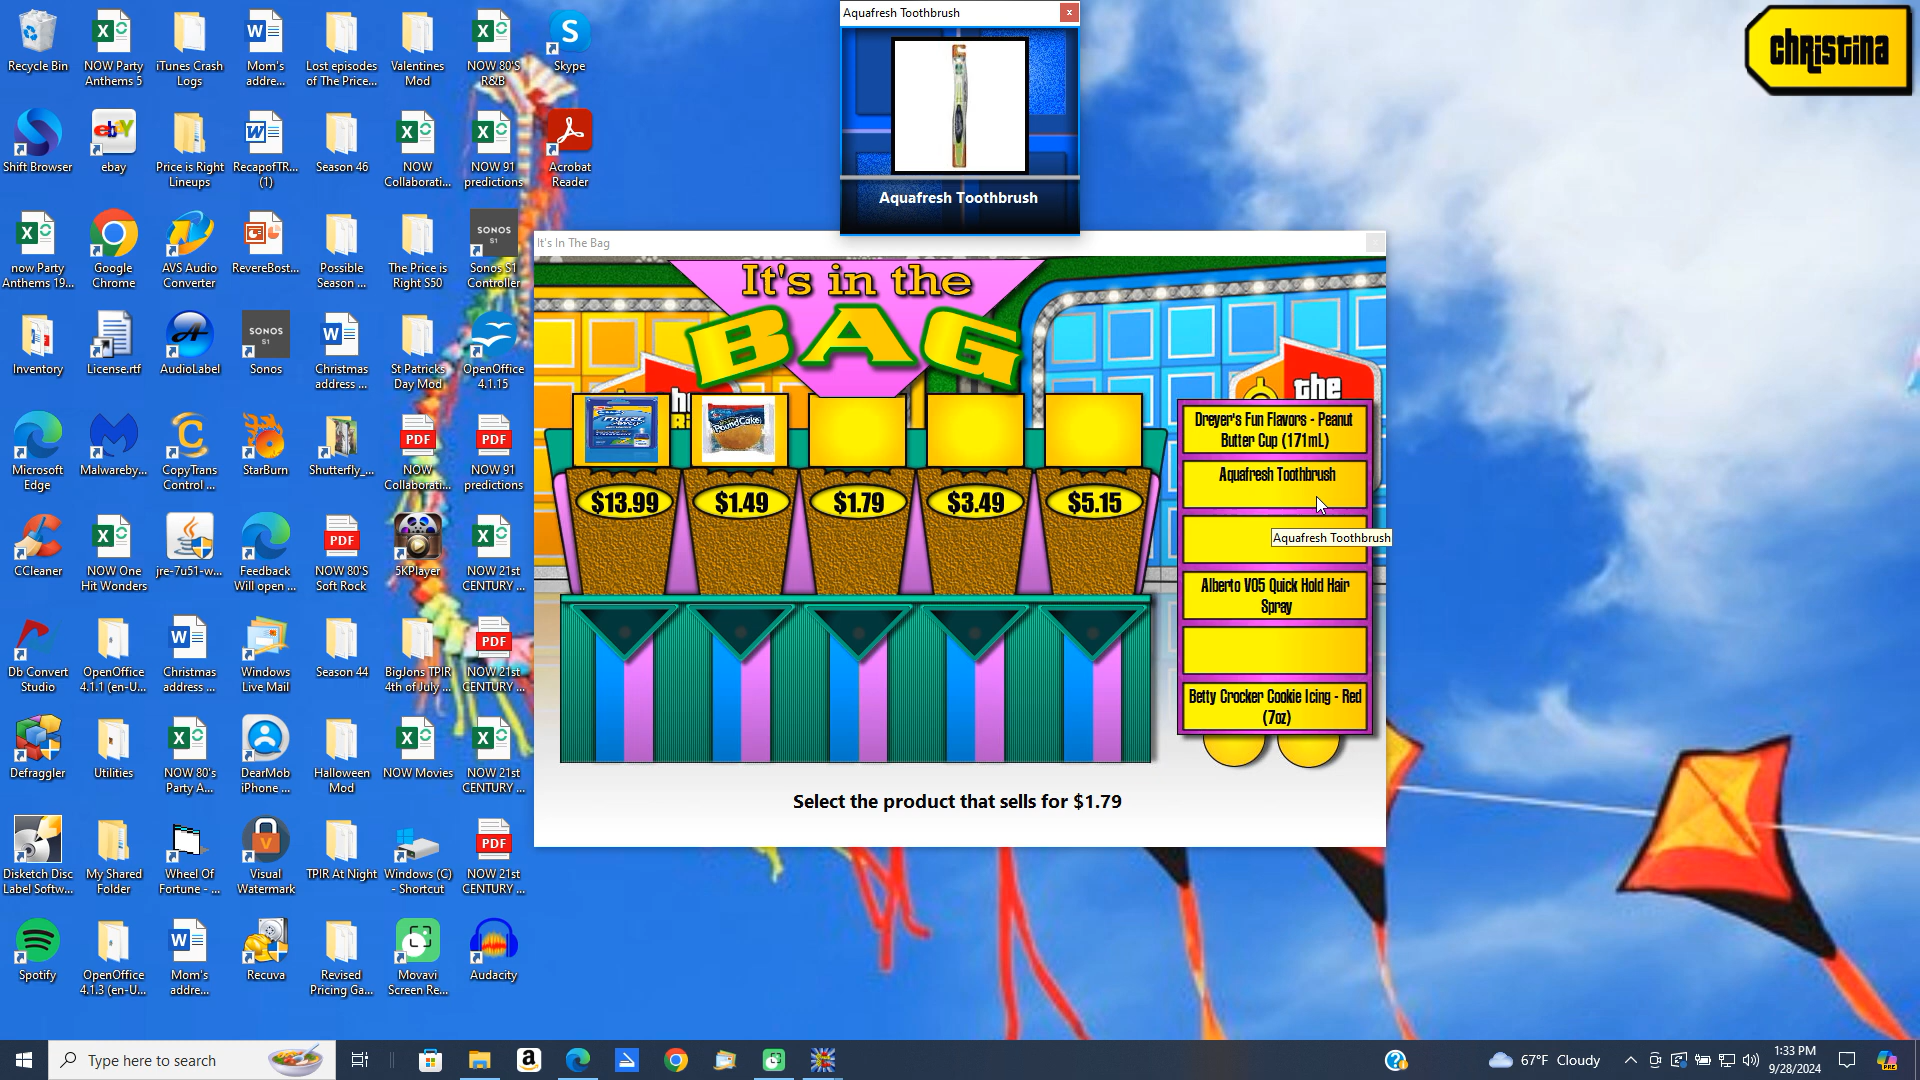 Recycle Bin
NOW Party
Anthems 5
iTunes Crash
Logs
Mom's
addre...
Lost episodes
of The Price...
Valentines
Mod
NOW 80'S
R&B
Skype
Shift Browser
ebay
Price is Right
Lineups
RecapofTR...
(1)
Season 46
NOW
Collaborati...
NOW 91
predictions
Acrobat
Reader
now Party
Anthems 19...
Google
Chrome
AVS Audio
Converter
RevereBost...
Possible
Season ...
The Price is
Right S50
SONOS
S1
Sonos S1
Controller
Inventory
License.rtf
AudioLabel
SONOS
S1
Sonos
Christmas
address ...
St Patricks
Day Mod
OpenOffice
4.1.15
Microsoft
Edge
Malwareby...
CopyTrans
Control ...
StarBurn
Shutterfly_...
PDF
NOW
Collaborati...
PDF
NOW 91
predictions
CCleaner
NOW One
Hit Wonders
jre-7u51-w...
Feedback
Will open ...
PDF
NOW 80'S
Soft Rock
5KPlayer
NOW 21st
CENTURY ...
Db Convert
Studio
OpenOffice
4.1.1 (en-U...
Christmas
address ...
Windows
Live Mail
Season 44
BigJons TPIR
4th of July ...
PDF
NOW 21st
CENTURY ...
Defraggler
Utilities
NOW 80's
Party A...
DearMob
iPhone ...
Halloween
Mod
NOW Movies
NOW 21st
CENTURY ...
Disketch Disc
Label Softw...
My Shared
Folder
Wheel Of
Fortune - ...
Visual
Watermark
TPIR At Night
Windows (C)
- Shortcut
PDF
NOW 21st
CENTURY ...
Spotify
OpenOffice
4.1.3 (en-U...
Mom's
addre...
Recuva
Revised
Pricing Ga...
Movavi
Screen Re...
Audacity
Aquafresh Toothbrush
Aquafresh Toothbrush
christina
It's In The Bag
It's in the
BAG
the
Pound Cake
$13.99
$1.49
$1.79
$3.49
$5.15
Dreyer's Fun Flavors - Peanut
Butter Cup (171mL)
Aquafresh Toothbrush
Aquafresh Toothbrush
Alberto VO5 Quick Hold Hair
Spray
Betty Crocker Cookie Icing - Red
(7oz)
Select the product that sells for $1.79
Type here to search
67°F Cloudy
1:33 PM
9/28/2024